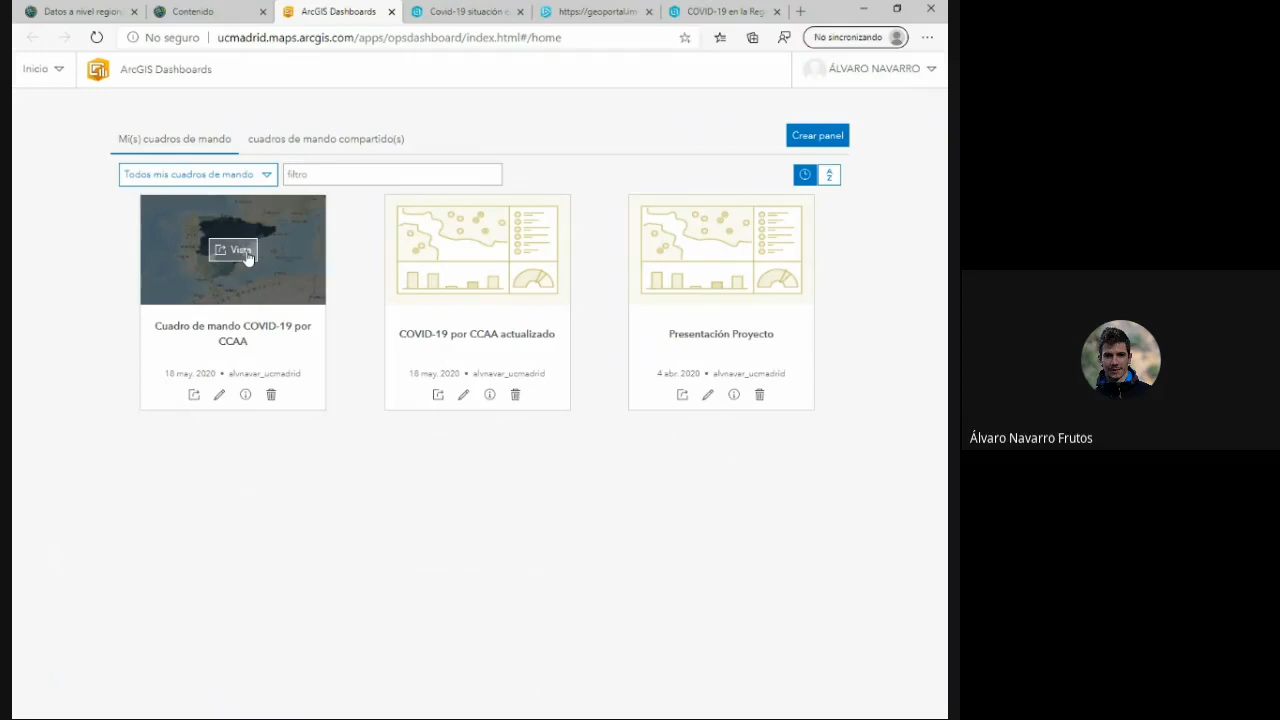 Datos a nivel region
Contenido
ArcGIS Dashboards
Covid-19 situación e
https://geoportal.m
COVID-19 en la Reg
No seguro
ucmadrid.maps.arcgis.com/apps/opsdashboard/index.html#/home
No sincronizando
Inicio
ArcGIS Dashboards
ÁLVARO NAVARRO
Mi(s) cuadros de mando
cuadros de mando compartido(s)
Crear panel
Todos mis cuadros de mando
filtro
A
Z
Vista
Cuadro de mando COVID-19 por
CCAA
18 may. 2020 • alvnavar_ucmadrid
COVID-19 por CCAA actualizado
18 may. 2020 • alvnavar_ucmadrid
Presentación Proyecto
4 abr. 2020 • alvnavar_ucmadrid
Álvaro Navarro Frutos